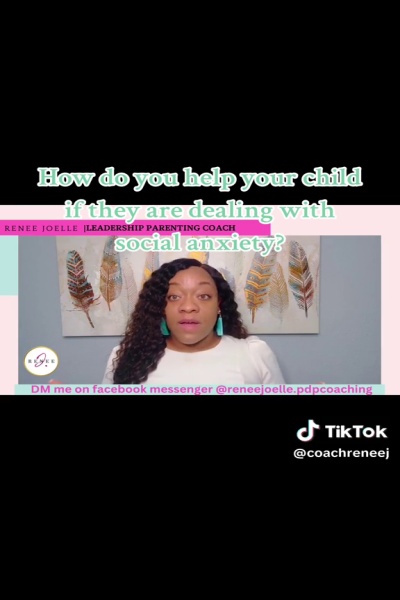 How do you help your child
if they are dealing with
RENEE JOELLE |LEADERSHIP PARENTING COACH
social anxiety?
RENEE
DM me on facebook messenger @reneejoelle.pdpcoaching
TikTok
@coachreneej